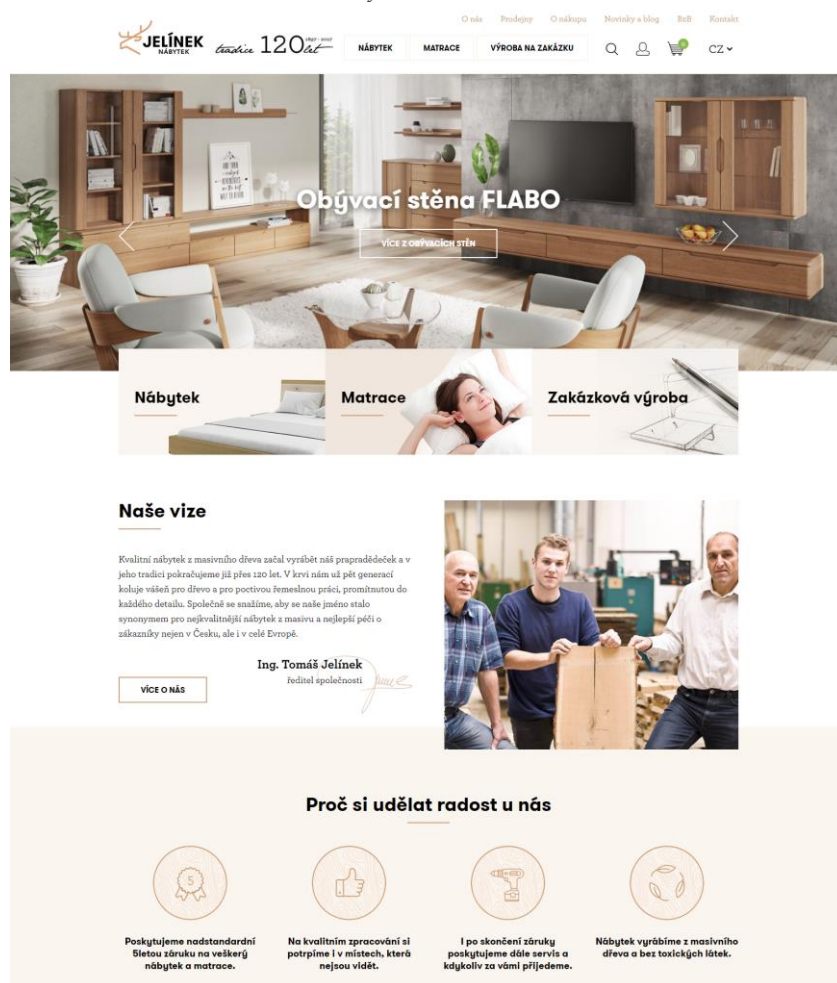 O nás Prodejny O nákupu Novinky a blog B2B Kontakt
JELÍNEK
NÁBYTEK
tradice 120 let
1897 - 2017
NÁBYTEK MATRACE VÝROBA NA ZAKÁZKU
0
CZ
Obývací stěna FLABO
VÍCE Z OBÝVACÍCH STĚN
Nábytek
Matrace
Zakázková výroba
Naše vize
Kvalitní nábytek z masivního dřeva začal vyrábět náš prapradědeček a v
jeho tradici pokračujeme již přes 120 let. V krvi nám už pět generací
koluje vášeň pro dřevo a pro poctivou řemeslnou práci, promítnutou do
každého detailu. Společně se snažíme, aby se naše jméno stalo
synonymem pro nejkvalitnější nábytek z masivu a nejlepší péči o
zákazníky nejen v Česku, ale i v celé Evropě.
Ing. Tomáš Jelínek
ředitel společnosti
VÍCE O NÁS
Proč si udělat radost u nás
5
Poskytujeme nadstandardní
5letou záruku na veškerý
nábytek a matrace.
Na kvalitním zpracování si
potrpíme i v místech, která
nejsou vidět.
I po skončení záruky
poskytujeme dále servis a
kdykoliv za vámi přijedeme.
Nábytek vyrábíme z masivního
dřeva a bez toxických látek.